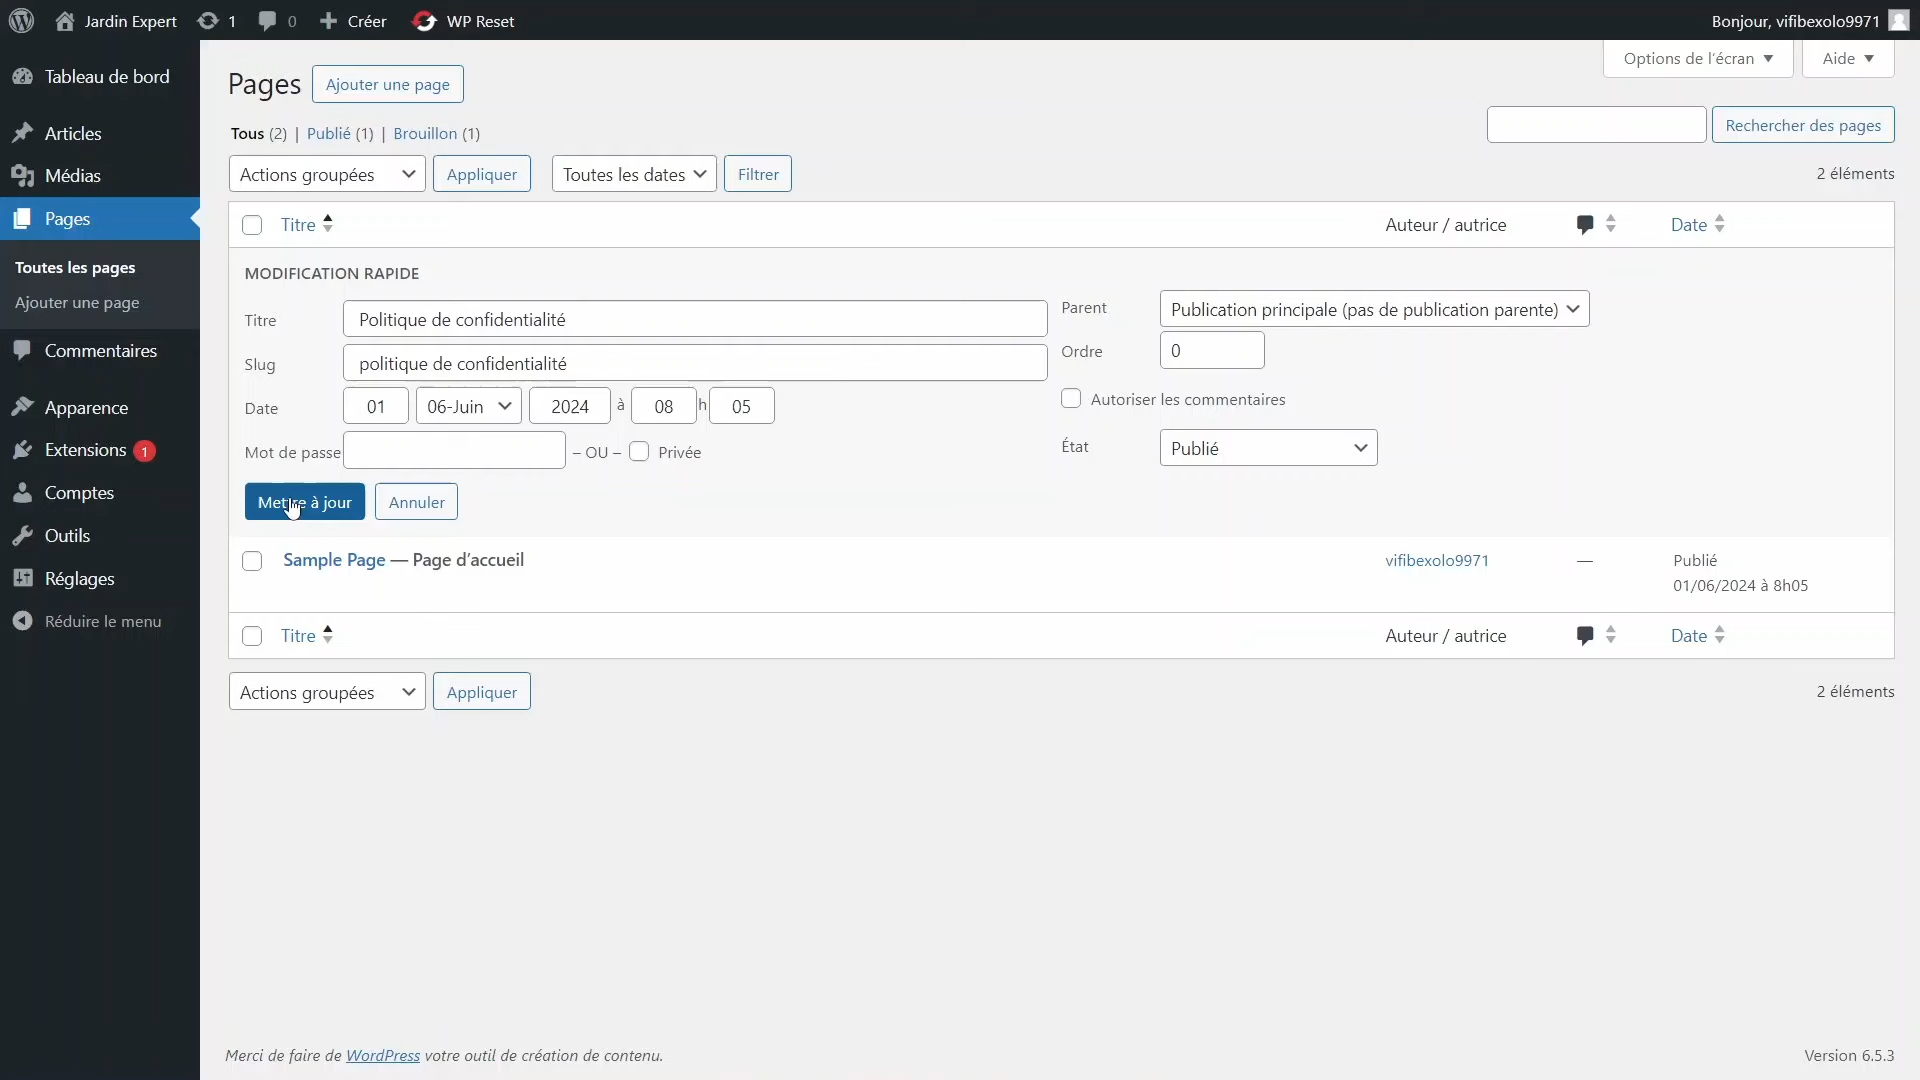 Jardin Expert 1 0 Créer WP Reset Bonjour, vifibexolo9971
Options de l'écran Aide
Tableau de bord
Articles
Médias
Pages
Toutes les pages
Ajouter une page
Commentaires
Apparence
Extensions 1
Comptes
Outils
Réglages
Réduire le menu
Pages Ajouter une page
Tous (2) | Publié (1) | Brouillon (1)
Rechercher des pages
Actions groupées Appliquer Toutes les dates Filtrer 2 éléments
Titre Auteur / autrice Date
MODIFICATION RAPIDE
Titre Politique de confidentialité
Slug politique de confidentialité
Date 01 06-Juin 2024 à 08 h 05
Mot de passe – OU – Privée
Parent Publication principale (pas de publication parente)
Ordre 0
Autoriser les commentaires
État Publié
Mettre à jour Annuler
Sample Page — Page d’accueil vifibexolo9971 — Publié
01/06/2024 à 8h05
Titre Auteur / autrice Date
Actions groupées Appliquer 2 éléments
Merci de faire de WordPress votre outil de création de contenu. Version 6.5.3